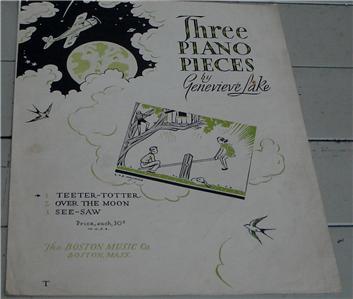 Three
PIANO
PIECES
by
Genevieve Lake
1 TEETER-TOTTER
2 OVER THE MOON
3 SEE-SAW
Price, each, 30¢
IN U.S.A.
The BOSTON MUSIC Co.
BOSTON, MASS.
T